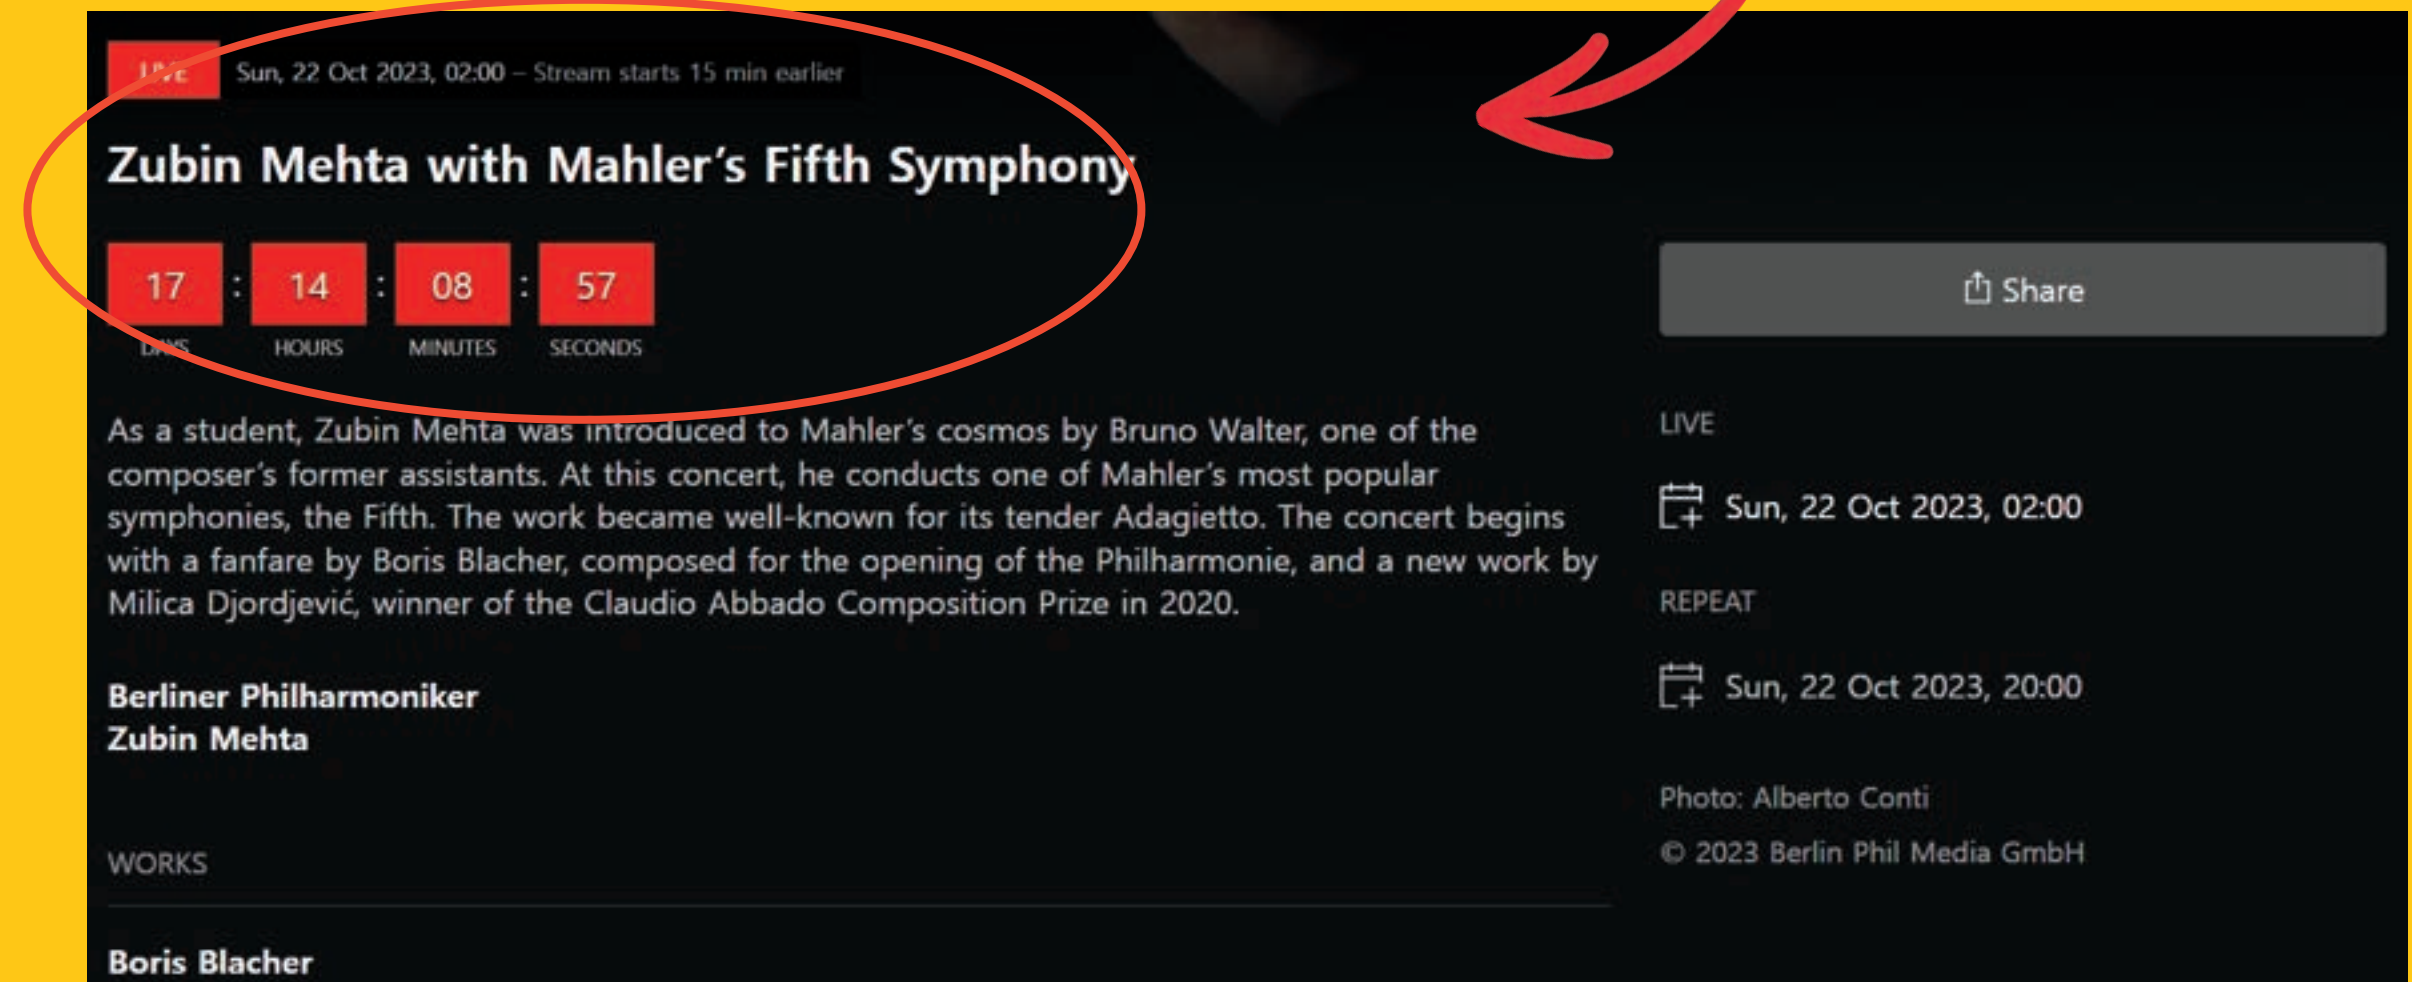 LIVE Sun, 22 Oct 2023, 02:00 – Stream starts 15 min earlier
Zubin Mehta with Mahler's Fifth Symphony
17 : 14 : 08 : 57
DAYS HOURS MINUTES SECONDS
Share
As a student, Zubin Mehta was introduced to Mahler's cosmos by Bruno Walter, one of the
composer's former assistants. At this concert, he conducts one of Mahler's most popular
symphonies, the Fifth. The work became well-known for its tender Adagietto. The concert begins
with a fanfare by Boris Blacher, composed for the opening of the Philharmonie, and a new work by
Milica Djordjević, winner of the Claudio Abbado Composition Prize in 2020.
Berliner Philharmoniker
Zubin Mehta
WORKS
Boris Blacher
LIVE
Sun, 22 Oct 2023, 02:00
REPEAT
Sun, 22 Oct 2023, 20:00
Photo: Alberto Conti
© 2023 Berlin Phil Media GmbH